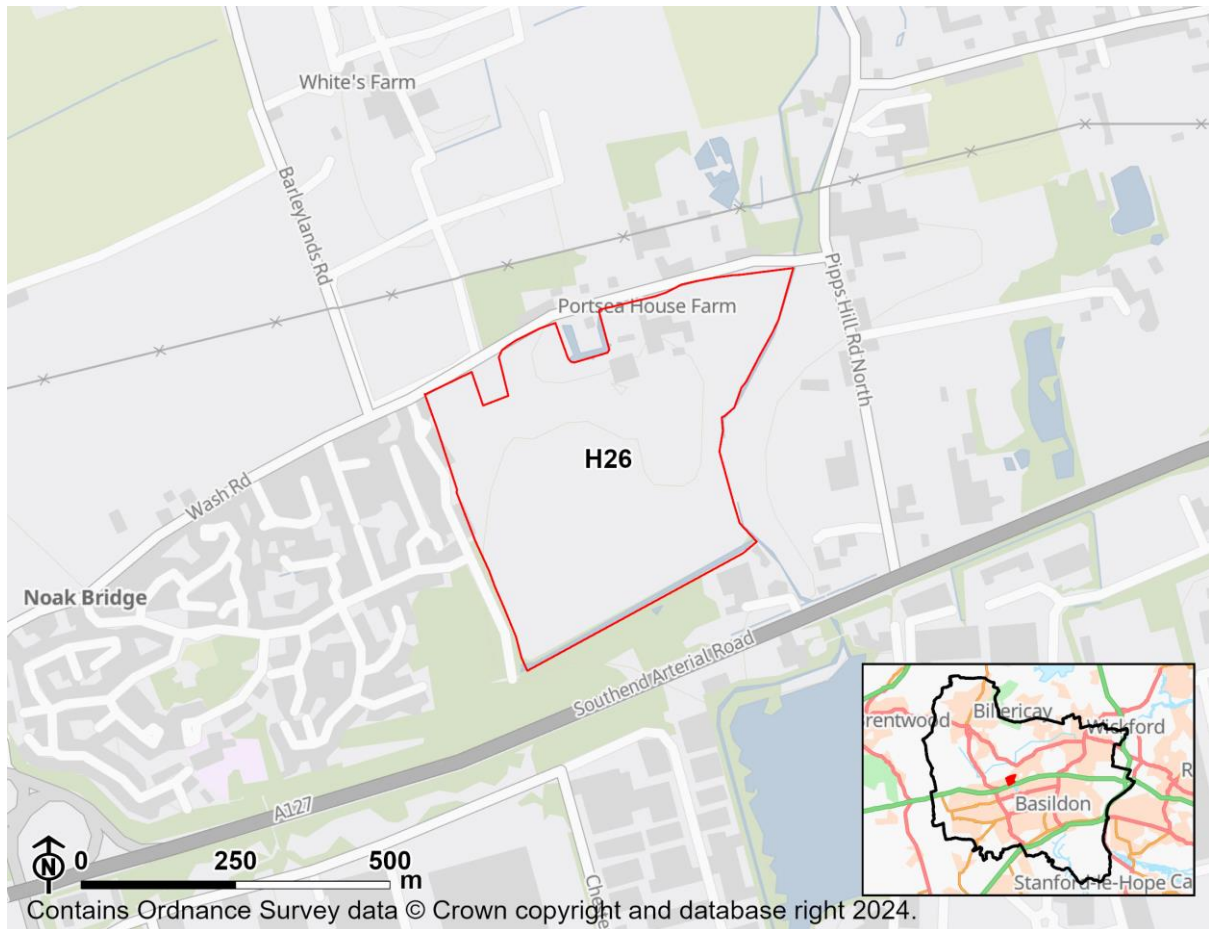 White's Farm
Barleylands Rd
Portsea House Farm
Pipps Hill Rd North
H26
Wash Rd
Noak Bridge
Southend Arterial Road
A127
N
0 250 500
m
Contains Ordnance Survey data © Crown copyright and database right 2024.
Brentwood
Billericay
Wickford
R
Basildon
Stanford-le-Hope
Ca